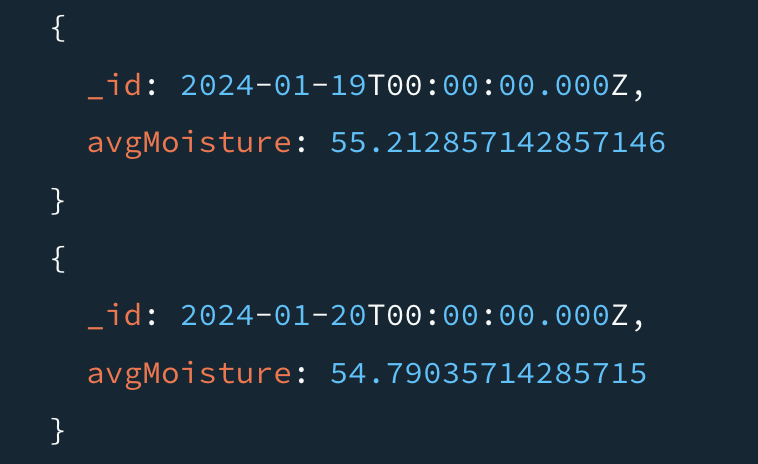 {
_id: 2024-01-19T00:00:00.000Z,
avgMoisture: 55.212857142857146
}
{
_id: 2024-01-20T00:00:00.000Z,
avgMoisture: 54.79035714285715
}